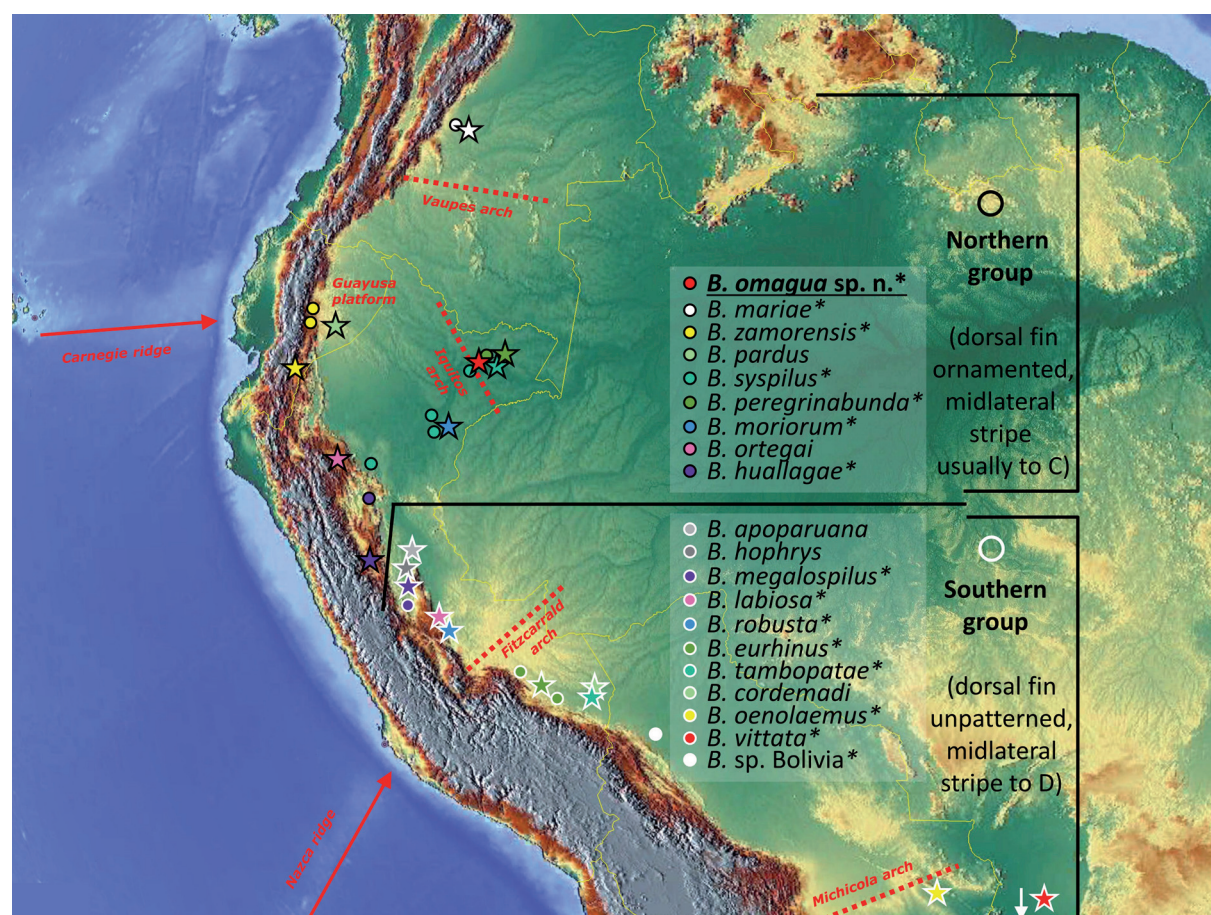 Vaupes arch
Guayusa
platform
Carnegie ridge
Iquitos
arch
B. omagua sp. n.*
B. mariae*
B. zamorensis*
B. pardus
B. syspilus*
B. peregrinabunda*
B. moriorum*
B. ortegai
B. huallagae*
Northern
group
(dorsal fin
ornamented,
midlateral
stripe
usually to C)
B. apoparuana
B. hophrys
B. megalospilus*
B. labiosa*
B. robusta*
B. eurhinus*
B. tambopatae*
B. cordemadi
B. oenolaemus*
B. vittata*
B. sp. Bolivia*
Southern
group
(dorsal fin
unpatterned,
midlateral
stripe to D)
Fitzcarrald
arch
Nazca ridge
Michicola arch